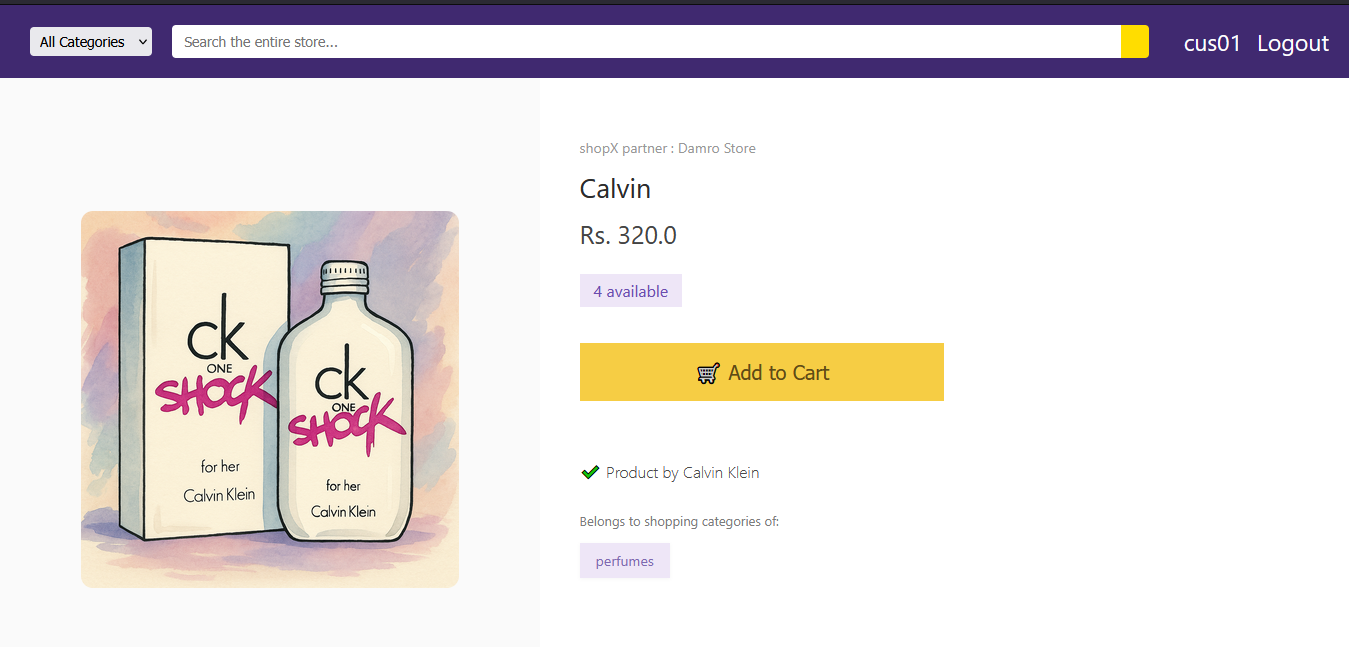 All Categories
Search the entire store...
cus01
Logout
shopX partner : Damro Store
Calvin
Rs. 320.0
4 available
Add to Cart
Product by Calvin Klein
Belongs to shopping categories of:
perfumes
ck
ONE
SHOCK
for her
Calvin Klein
ck
ONE
SHOCK
for her
Calvin Klein